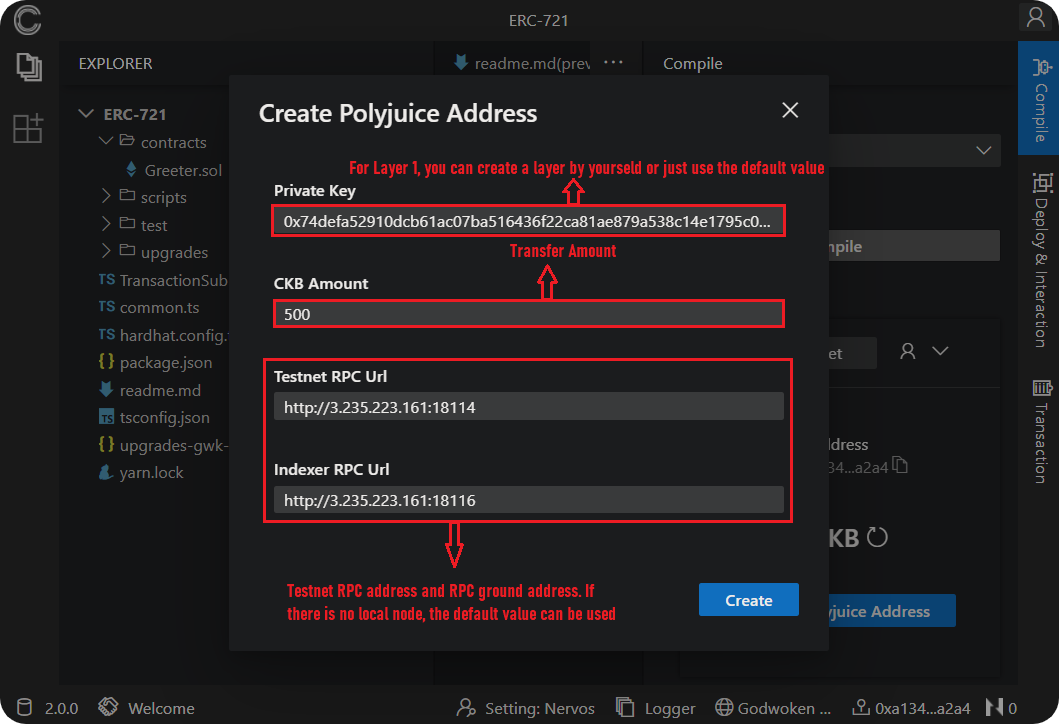 ERC-721
EXPLORER
readme.md(prev
...
Compile
ERC-721
contracts
Greeter.sol
scripts
test
upgrades
TS TransactionSub
TS common.ts
TS hardhat.config.
{} package.json
readme.md
TS tsconfig.json
{} upgrades-gwk-
yarn.lock
Create Polyjuice Address
For Layer 1, you can create a layer by yourseld or just use the default value
Private Key
0x74defa52910dcb61ac07ba516436f22ca81ae879a538c14e1795c0...
Transfer Amount
CKB Amount
500
Testnet RPC Url
http://3.235.223.161:18114
Indexer RPC Url
http://3.235.223.161:18116
Testnet RPC address and RPC ground address. If
there is no local node, the default value can be used
Create
pile
et
ddress
34...a2a4
KB
yjuice Address
Compile
Deploy & Interaction
Transaction
2.0.0
Welcome
Setting: Nervos
Logger
Godwoken ...
0xa134...a2a4
0